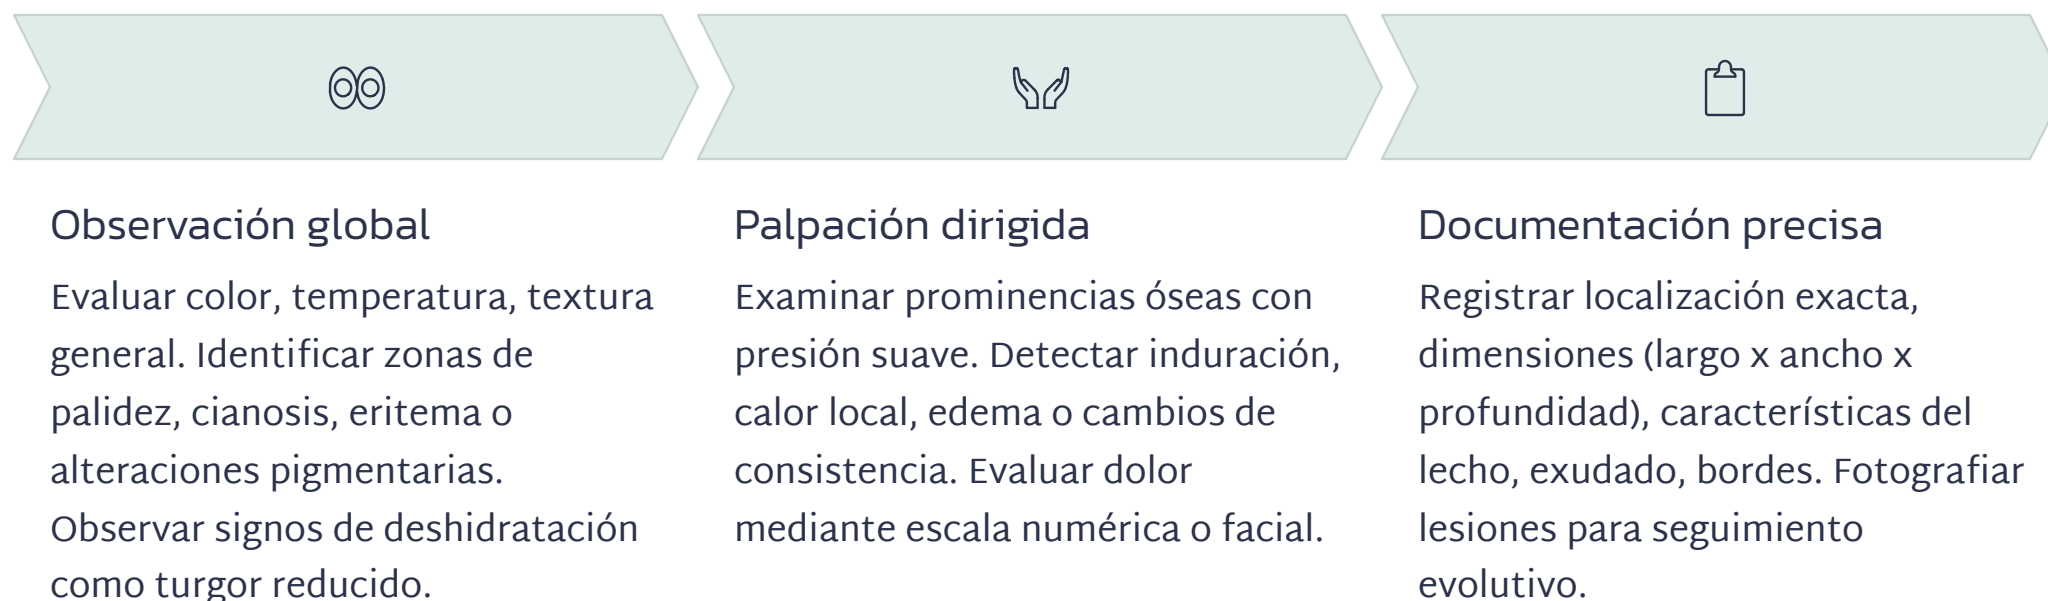 Observación global
Evaluar color, temperatura, textura
general. Identificar zonas de
palidez, cianosis, eritema o
alteraciones pigmentarias.
Observar signos de deshidratación
como turgor reducido.
Palpación dirigida
Examinar prominencias óseas con
presión suave. Detectar induración,
calor local, edema o cambios de
consistencia. Evaluar dolor
mediante escala numérica o facial.
Documentación precisa
Registrar localización exacta,
dimensiones (largo x ancho x
profundidad), características del
lecho, exudado, bordes. Fotografiar
lesiones para seguimiento
evolutivo.